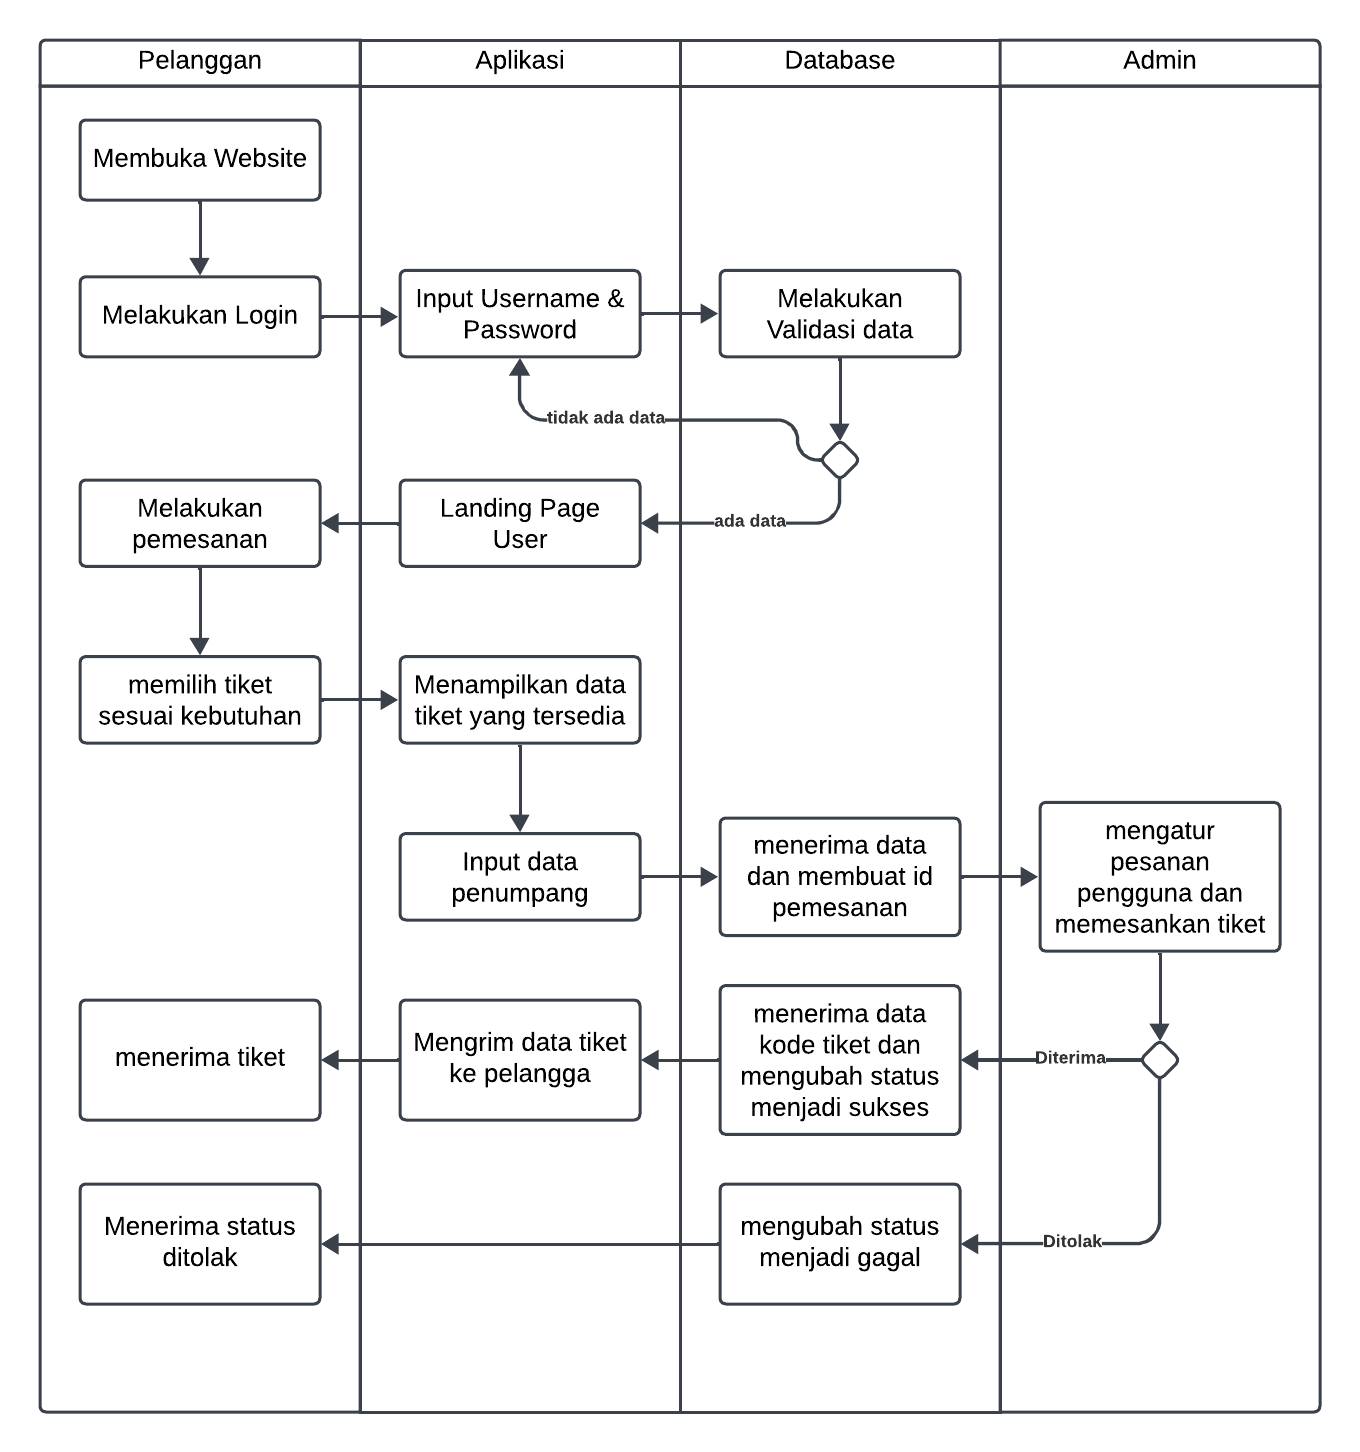 Pelanggan
Aplikasi
Database
Admin
Membuka Website
Melakukan Login
Input Username &
Password
Melakukan
Validasi data
tidak ada data
Melakukan
pemesanan
Landing Page
User
ada data
memilih tiket
sesuai kebutuhan
Menampilkan data
tiket yang tersedia
Input data
penumpang
menerima data
dan membuat id
pemesanan
mengatur
pesanan
pengguna dan
memesankan tiket
menerima tiket
Mengrim data tiket
ke pelangga
menerima data
kode tiket dan
mengubah status
menjadi sukses
Diterima
Menerima status
ditolak
mengubah status
menjadi gagal
Ditolak